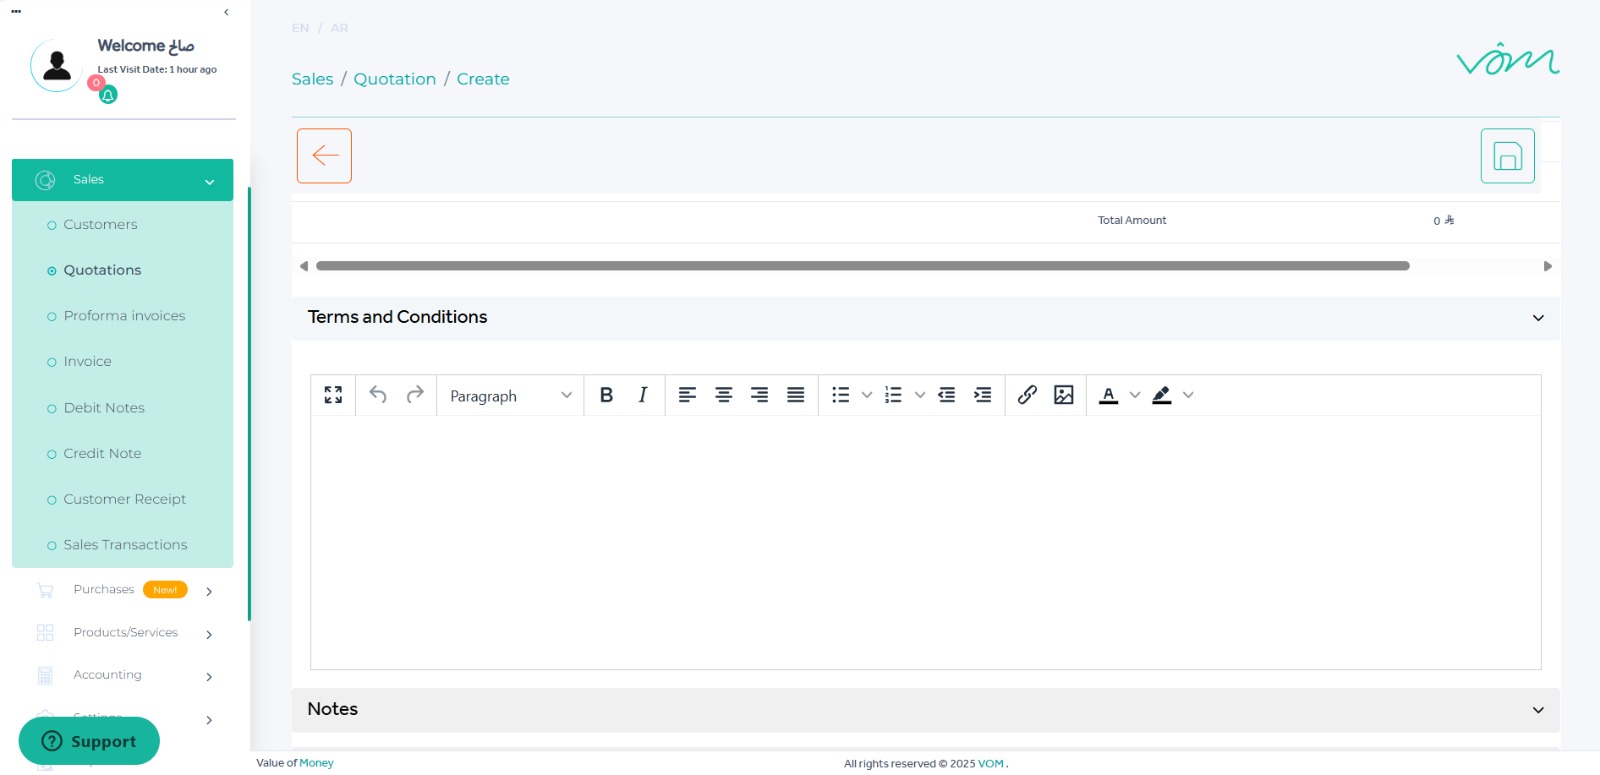 Welcome صالح
Last Visit Date: 1 hour ago
0
Sales
Customers
Quotations
Proforma invoices
Invoice
Debit Notes
Credit Note
Customer Receipt
Sales Transactions
Purchases New!
Products/Services
Accounting
Settings
Support
EN / AR
Sales / Quotation / Create
vôm
Total Amount 0
Terms and Conditions
Paragraph B I A
Notes
Value of Money
All rights reserved © 2025 VOM .